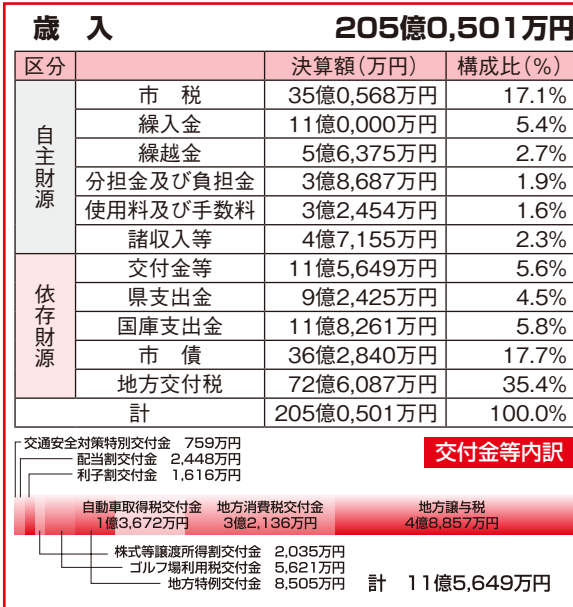 歳 入 205億0,501万円
区分 決算額(万円) 構成比(%)
自主財源
市 税 35億0,568万円 17.1%
繰入金 11億0,000万円 5.4%
繰越金 5億6,375万円 2.7%
分担金及び負担金 3億8,687万円 1.9%
使用料及び手数料 3億2,454万円 1.6%
諸収入等 4億7,155万円 2.3%
依存財源
交付金等 11億5,649万円 5.6%
県支出金 9億2,425万円 4.5%
国庫支出金 11億8,261万円 5.8%
市 債 36億2,840万円 17.7%
地方交付税 72億6,087万円 35.4%
計 205億0,501万円 100.0%
交付金等内訳
交通安全対策特別交付金 759万円
配当割交付金 2,448万円
利子割交付金 1,616万円
自動車取得税交付金 地方消費税交付金 地方譲与税
1億3,672万円 3億2,136万円 4億8,857万円
株式等譲渡所得割交付金 2,035万円
ゴルフ場利用税交付金 5,621万円
地方特例交付金 8,505万円
計 11億5,649万円